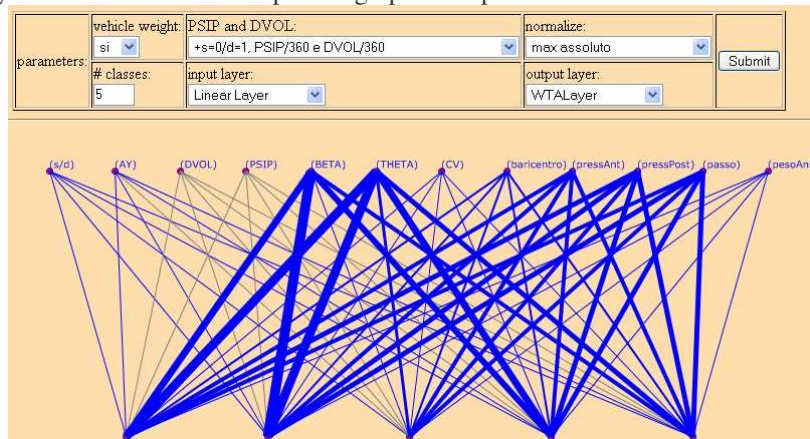 vehicle weight: PSIP and DVOL: normalize:
si +s=0/d=1, PSIP/360 e DVOL/360 max assoluto
parameters: Submit
# classes: input layer: output layer:
5 Linear Layer WTALayer
(s/d) (AY) (DVOL) (PSIP) (BETA) (THETA) (CV) (baricentro) (pressAnt) (pressPost) (passo) (pesoAn